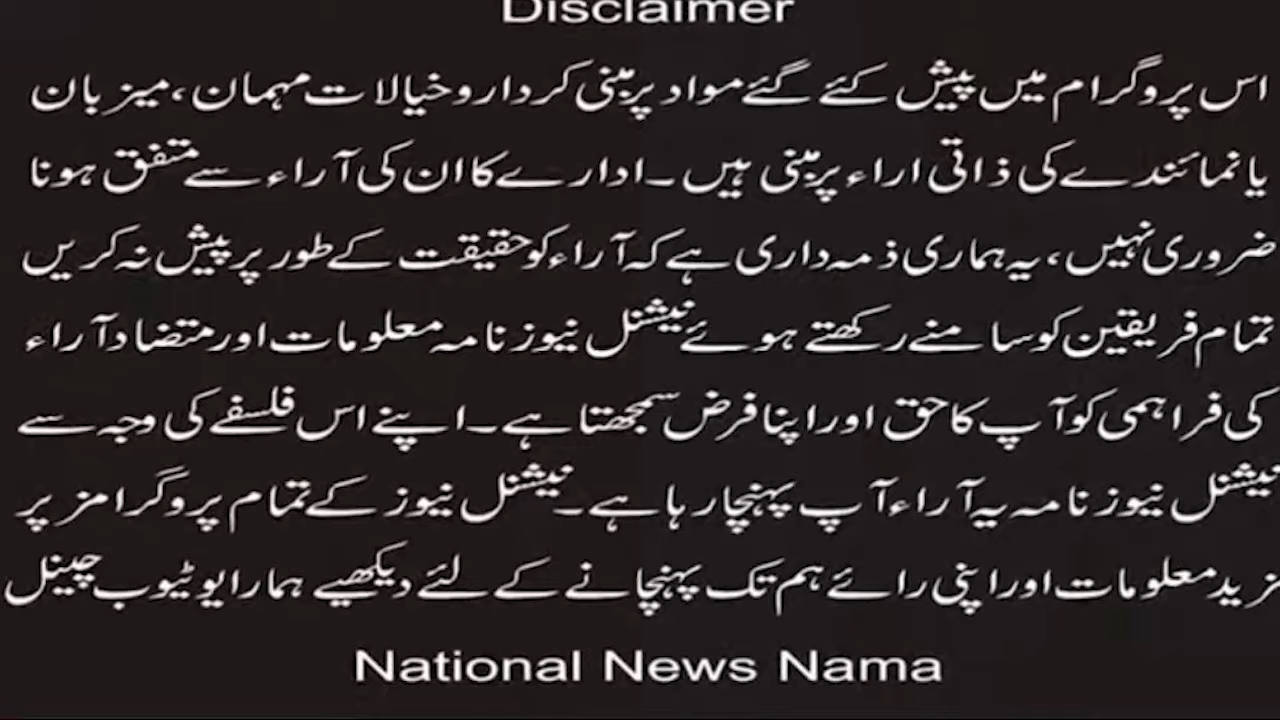 Disclaimer
اس پروگرام میں پیش کئے گئے مواد پر مبنی کردار و خیالات مہمان، میزبان
یا نمائندے کی ذاتی اراء پر مبنی ہیں۔ ادارے کا ان کی آراء سے متفق ہونا
ضروری نہیں، یہ ہماری ذمہ داری ہے کہ آراء کو حقیقت کے طور پر پیش نہ کریں
تمام فریقین کو سامنے رکھتے ہوئے نیشنل نیوز نامہ معلومات اور متضاد آراء
کی فراہمی کو آپ کا حق اور اپنا فرض سمجھتا ہے۔ اپنے اس فلسفے کی وجہ سے
نیشنل نیوز نامہ یہ آراء آپ پہنچا رہا ہے۔ نیشنل نیوز کے تمام پروگرامز پر
زید معلومات اور اپنی رائے ہم تک پہنچانے کے لئے دیکھیے ہمارا یوٹیوب چینل
National News Nama